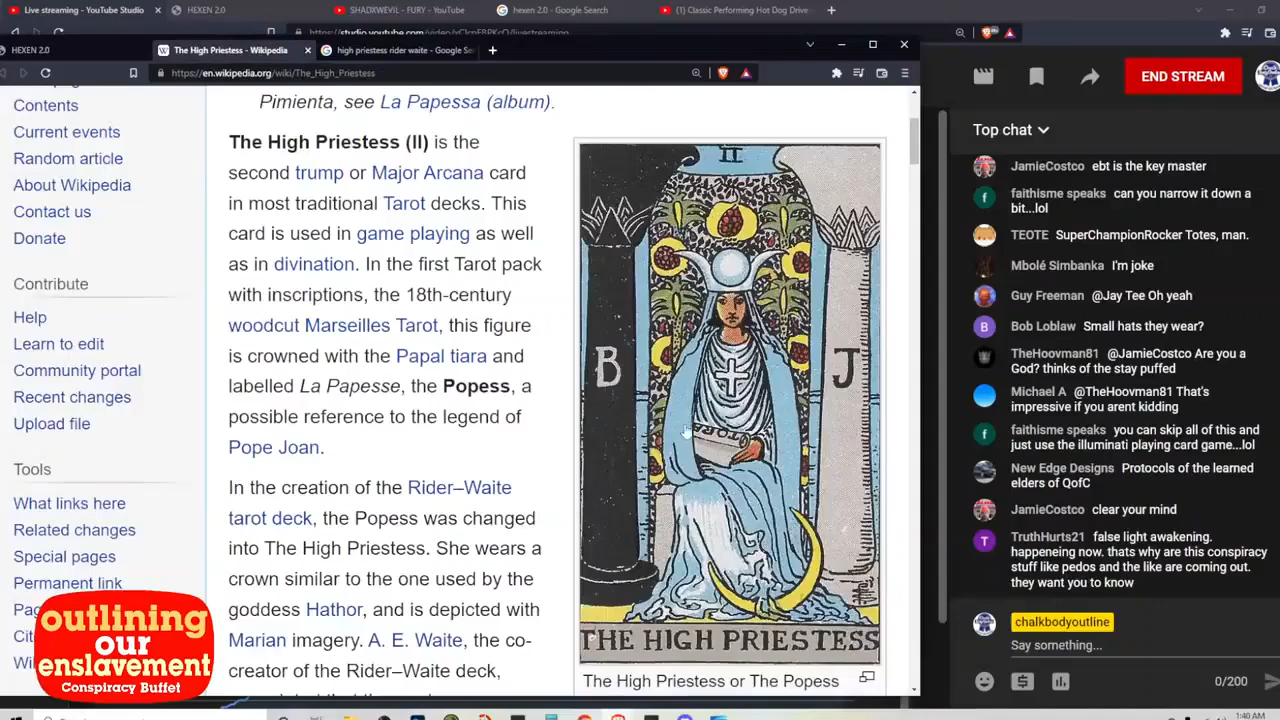 Live streaming - YouTube Studio
HEXEN 2.0
SHADXWEVIL - FURY - YouTube
hexen 2.0 - Google Search
(1) Classic Performing Hot Dog Drive
HEXEN 2.0
The High Priestess - Wikipedia
high priestess rider waite - Google Se
https://en.wikipedia.org/wiki/The_High_Priestess
END STREAM
Contents
Current events
Random article
About Wikipedia
Contact us
Donate
Contribute
Help
Learn to edit
Community portal
Recent changes
Upload file
Tools
What links here
Related changes
Special pages
Permanent link
Pimienta, see La Papessa (album).
The High Priestess (II) is the
second trump or Major Arcana card
in most traditional Tarot decks. This
card is used in game playing as well
as in divination. In the first Tarot pack
with inscriptions, the 18th-century
woodcut Marseilles Tarot, this figure
is crowned with the Papal tiara and
labelled La Papesse, the Popess, a
possible reference to the legend of
Pope Joan.
In the creation of the Rider–Waite
tarot deck, the Popess was changed
into The High Priestess. She wears a
crown similar to the one used by the
goddess Hathor, and is depicted with
Marian imagery. A. E. Waite, the co-
creator of the Rider–Waite deck,
II
B
J
TORA
THE HIGH PRIESTESS
The High Priestess or The Popess
Top chat
JamieCostco ebt is the key master
faithisme speaks can you narrow it down a
bit...lol
TEOTE SuperChampionRocker Totes, man.
Mbolé Simbanka I'm joke
Guy Freeman @Jay Tee Oh yeah
Bob Loblaw Small hats they wear?
TheHoovman81 @JamieCostco Are you a
God? thinks of the stay puffed
Michael A @TheHoovman81 That's
impressive if you arent kidding
faithisme speaks you can skip all of this and
just use the illuminati playing card game...lol
New Edge Designs Protocols of the learned
elders of QofC
JamieCostco clear your mind
TruthHurts21 false light awakening.
happeneing now. thats why are this conspiracy
stuff like pedos and the like are coming out.
they want you to know
chalkbodyoutline
Say something...
0/200
outlining
our
enslavement
Conspiracy Buffet
1:40 AM